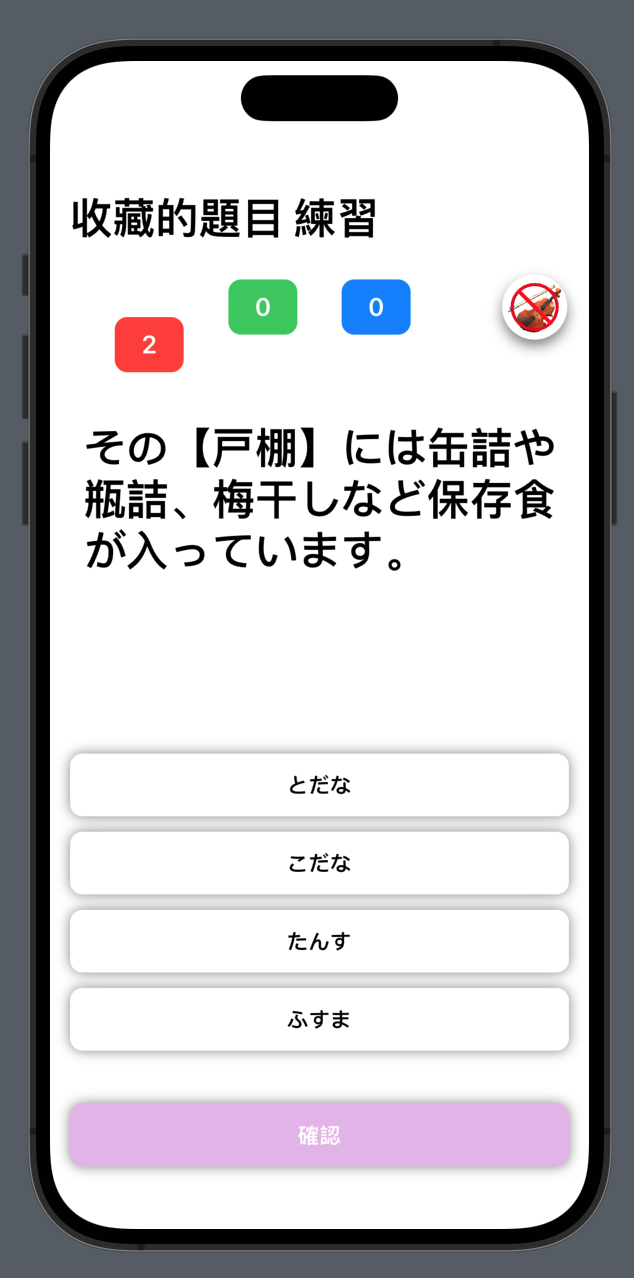 收藏的題目 練習
0
0
2
その【戸棚】には缶詰や
瓶詰、梅干しなど保存食
が入っています。
とだな
こだな
たんす
ふすま
確認